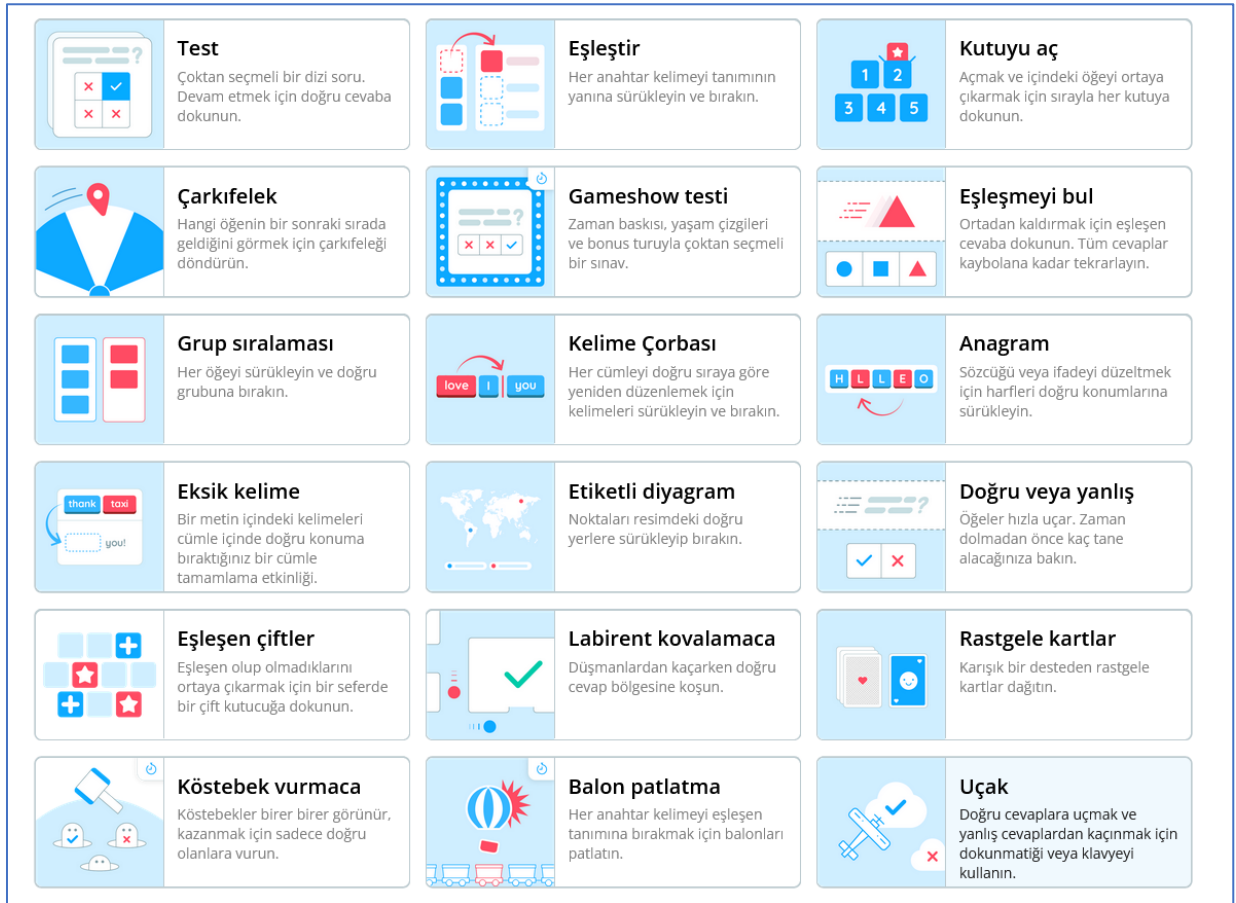 Test
Çoktan seçmeli bir dizi soru.
Devam etmek için doğru cevaba
dokunun.
Eşleştir
Her anahtar kelimeyi tanımının
yanına sürükleyin ve bırakın.
1 2
3 4 5
Kutuyu aç
Açmak ve içindeki öğeyi ortaya
çıkarmak için sırayla her kutuya
dokunun.
Çarkıfelek
Hangi öğenin bir sonraki sırada
geldiğini görmek için çarkıfeleği
döndürün.
Gameshow testi
Zaman baskısı, yaşam çizgileri
ve bonus turuyla çoktan seçmeli
bir sınav.
Eşleşmeyi bul
Ortadan kaldırmak için eşleşen
cevaba dokunun. Tüm cevaplar
kaybolana kadar tekrarlayın.
Grup sıralaması
Her öğeyi sürükleyin ve doğru
grubuna bırakın.
love I you
Kelime Çorbası
Her cümleyi doğru sıraya göre
yeniden düzenlemek için
kelimeleri sürükleyin ve bırakın.
H L L E O
Anagram
Sözcüğü veya ifadeyi düzeltmek
için harfleri doğru konumlarına
sürükleyin.
thank taxi
you!
Eksik kelime
Bir metin içindeki kelimeleri
cümle içinde doğru konuma
bıraktığınız bir cümle
tamamlama etkinliği.
Etiketli diyagram
Noktaları resimdeki doğru
yerlere sürükleyip bırakın.
Doğru veya yanlış
Öğeler hızla uçar. Zaman
dolmadan önce kaç tane
alacağınıza bakın.
Eşleşen çiftler
Eşleşen olup olmadıklarını
ortaya çıkarmak için bir seferde
bir çift kutucuğa dokunun.
Labirent kovalamaca
Düşmanlardan kaçarken doğru
cevap bölgesine koşun.
Rastgele kartlar
Karışık bir desteden rastgele
kartlar dağıtın.
Köstebek vurmaca
Köstebekler birer birer görünür,
kazanmak için sadece doğru
olanlara vurun.
Balon patlatma
Her anahtar kelimeyi eşleşen
tanımına bırakmak için balonları
patlatın.
Uçak
Doğru cevaplara uçmak ve
yanlış cevaplardan kaçınmak için
dokunmatiği veya klavyeyi
kullanın.